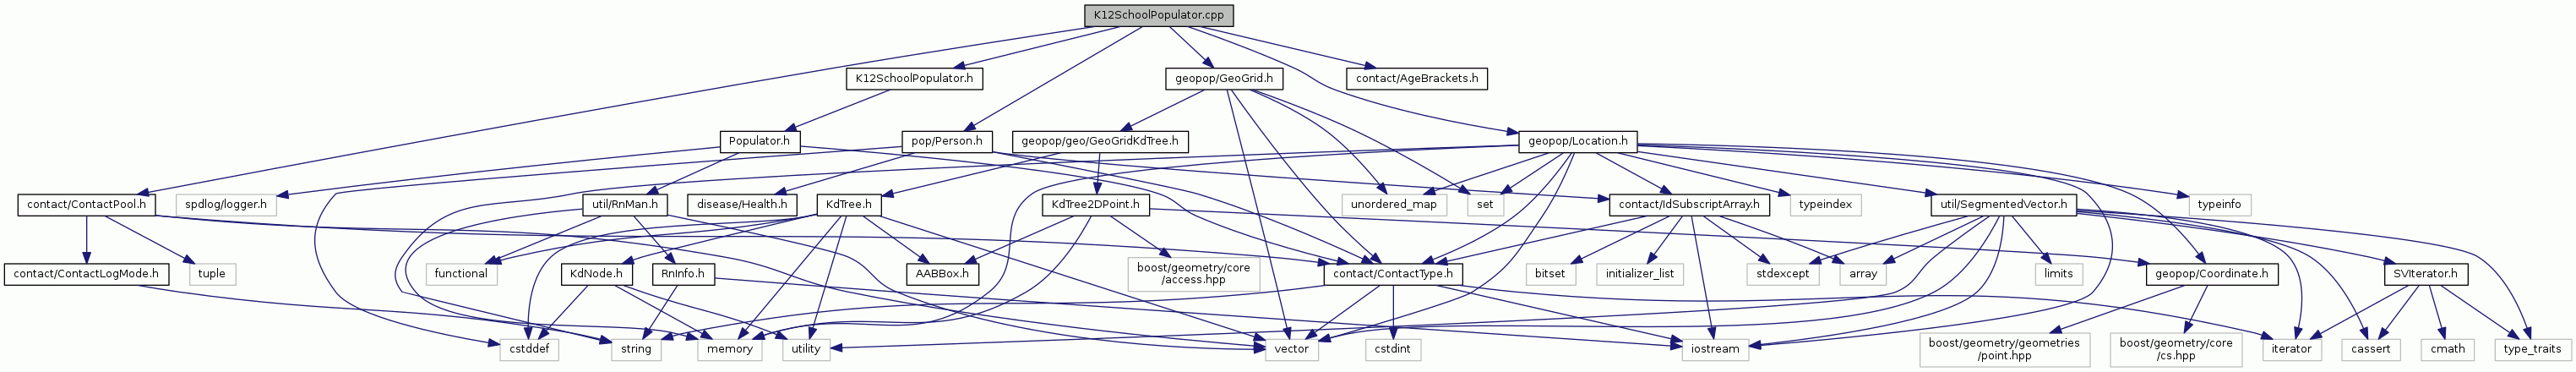 K12SchoolPopulator.cpp
K12SchoolPopulator.h
geopop/GeoGrid.h
contact/AgeBrackets.h
Populator.h
pop/Person.h
geopop/geo/GeoGridKdTree.h
geopop/Location.h
contact/ContactPool.h
spdlog/logger.h
util/RnMan.h
disease/Health.h
KdTree.h
KdTree2DPoint.h
unordered_map
set
contact/IdSubscriptArray.h
typeindex
util/SegmentedVector.h
typeinfo
contact/ContactLogMode.h
tuple
functional
KdNode.h
RnInfo.h
AABBox.h
boost/geometry/core
/access.hpp
contact/ContactType.h
bitset
initializer_list
stdexcept
array
limits
geopop/Coordinate.h
SVIterator.h
cstddef
string
memory
utility
vector
cstdint
iostream
boost/geometry/geometries
/point.hpp
boost/geometry/core
/cs.hpp
iterator
cassert
cmath
type_traits